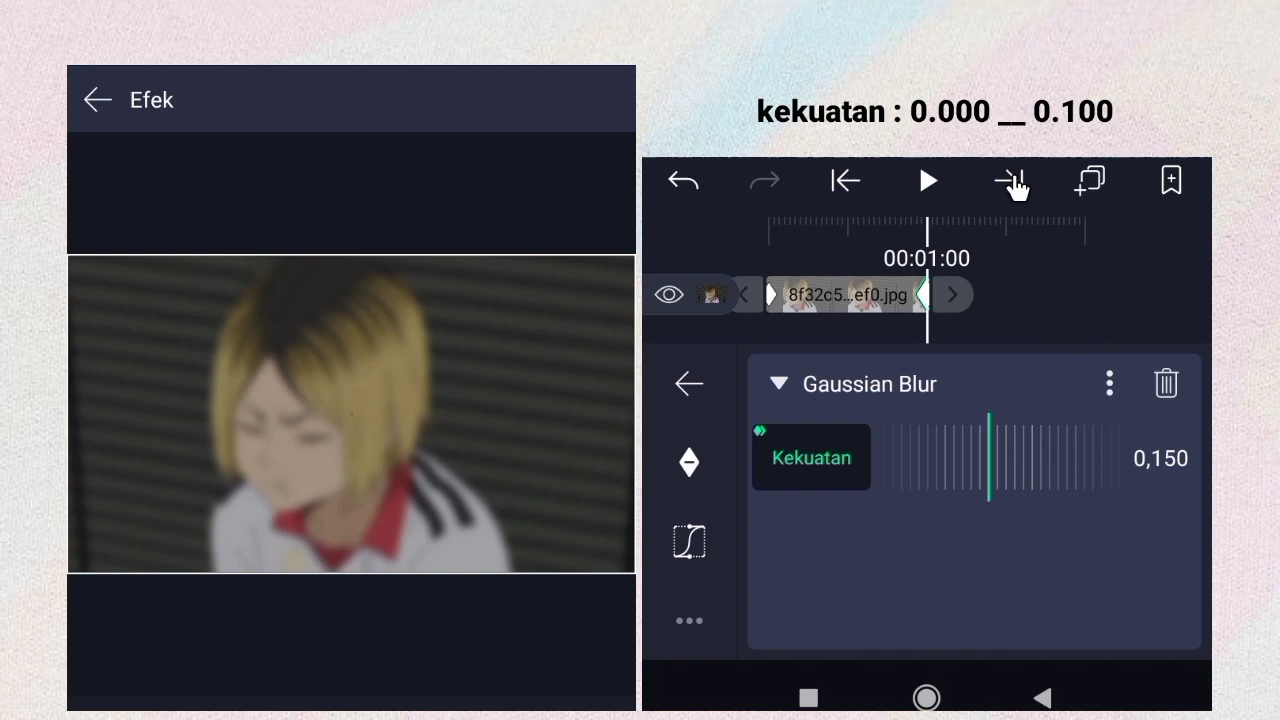 Efek
kekuatan : 0.000 __ 0.100
00:01:00
8f32c5...ef0.jpg
Gaussian Blur
Kekuatan
0,150